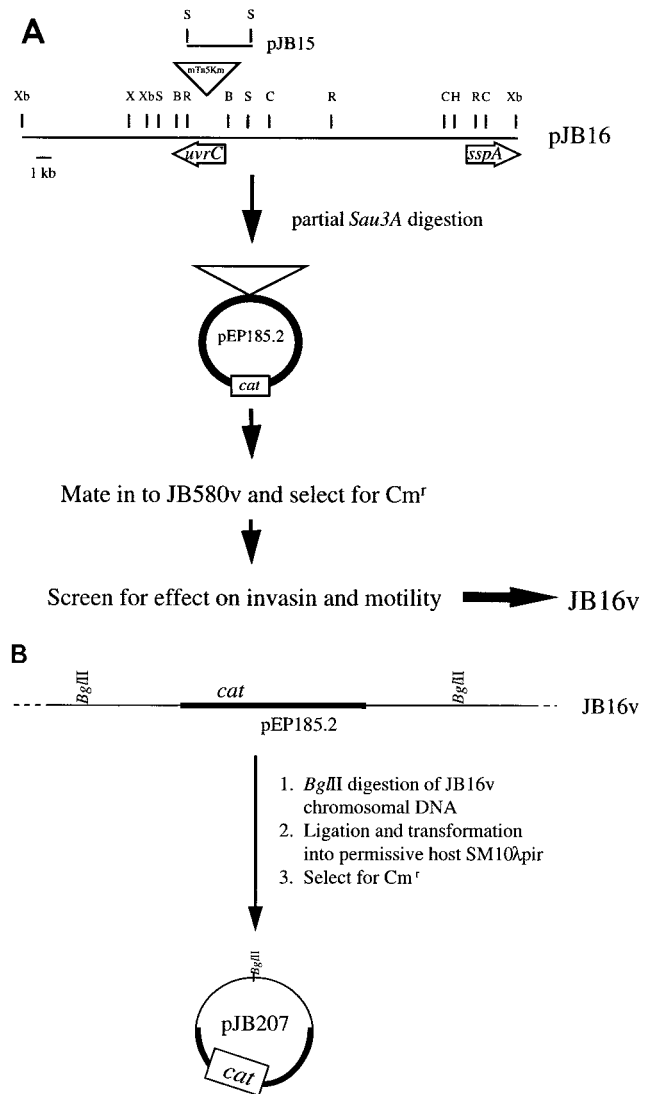 A
S S
pJB15
mTn5Km
Xb X Xb S B R B S C R C H R C Xb
pJB16
uvrC sspA
1 kb
partial Sau3A digestion
pEP185.2
cat
Mate in to JB580v and select for Cmʳ
Screen for effect on invasin and motility JB16v
B
BglII cat BglII
JB16v
pEP185.2
1. BglII digestion of JB16v
chromosomal DNA
2. Ligation and transformation
into permissive host SM10λpir
3. Select for Cmʳ
BglII
pJB207
cat